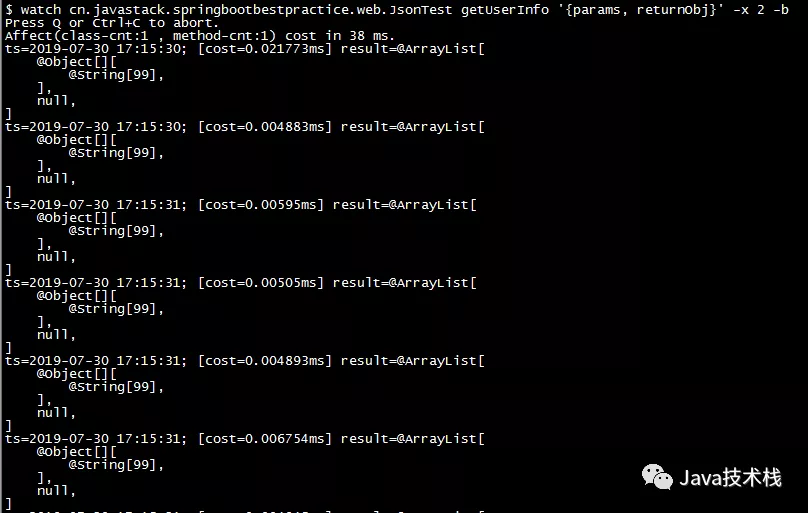 $ watch cn.javastack.springbootbestpractice.web.JsonTest getUserInfo '{params, returnObj}' -x 2 -b
Press Q or Ctrl+C to abort.
Affect(class-cnt:1 , method-cnt:1) cost in 38 ms.
ts=2019-07-30 17:15:30; [cost=0.021773ms] result=@ArrayList[
    @Object[][
        @String[99],
    ],
    null,
]
ts=2019-07-30 17:15:30; [cost=0.004883ms] result=@ArrayList[
    @Object[][
        @String[99],
    ],
    null,
]
ts=2019-07-30 17:15:31; [cost=0.00595ms] result=@ArrayList[
    @Object[][
        @String[99],
    ],
    null,
]
ts=2019-07-30 17:15:31; [cost=0.00505ms] result=@ArrayList[
    @Object[][
        @String[99],
    ],
    null,
]
ts=2019-07-30 17:15:31; [cost=0.004893ms] result=@ArrayList[
    @Object[][
        @String[99],
    ],
    null,
]
ts=2019-07-30 17:15:31; [cost=0.006754ms] result=@ArrayList[
    @Object[][
        @String[99],
    ],
    null,
]
Java技术栈